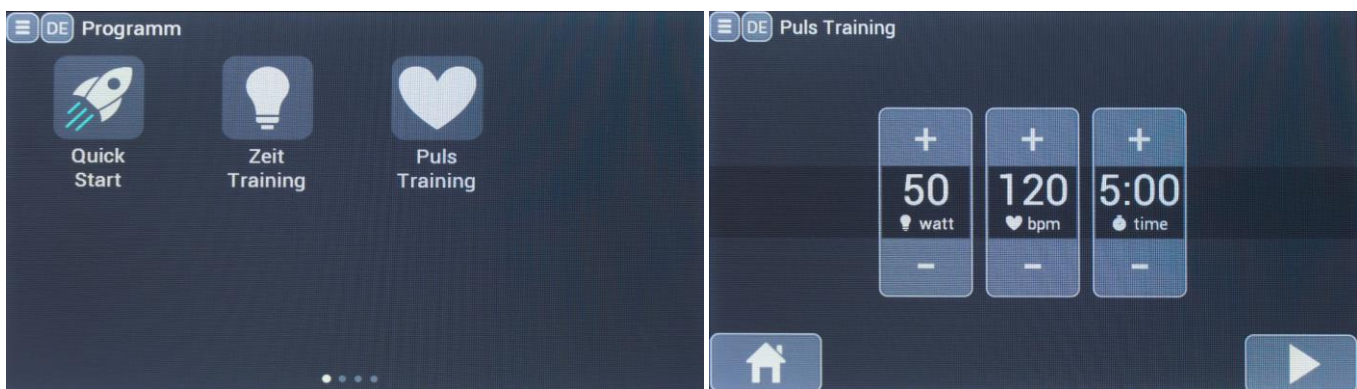 DE Programm
Quick
Start
Zeit
Training
Puls
Training
DE Puls Training
+ + +
50 120 5:00
watt bpm time
- - -